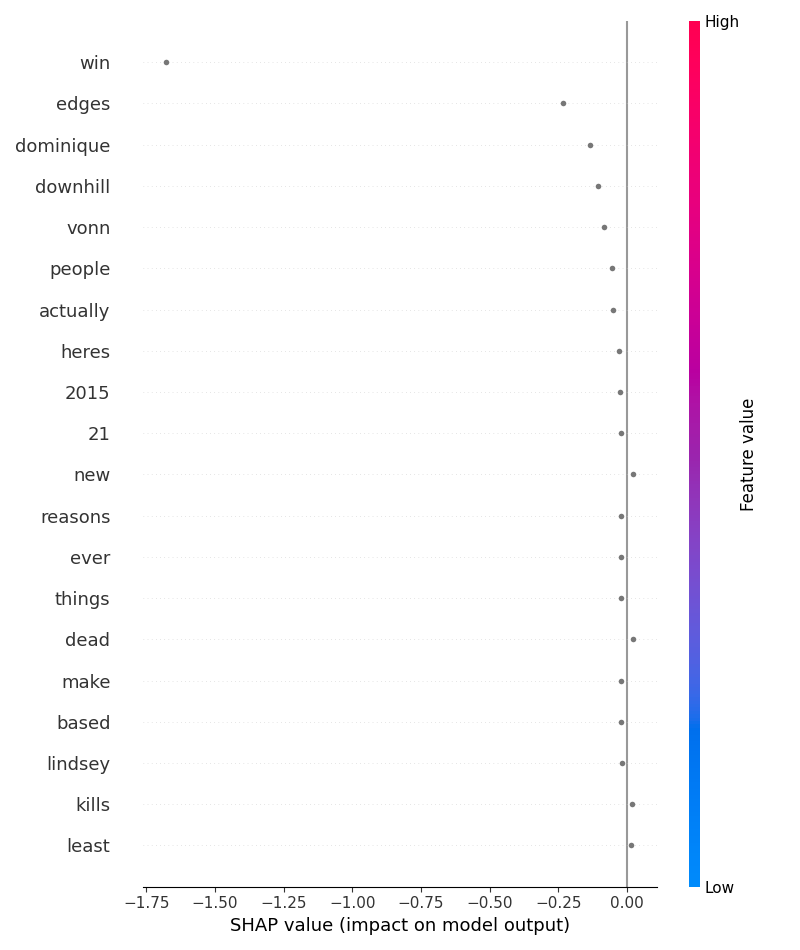 High
win
edges
dominique
downhill
vonn
people
actually
heres
2015
21
new
reasons
ever
things
dead
make
based
lindsey
kills
least
Feature value
Low
−1.75 −1.50 −1.25 −1.00 −0.75 −0.50 −0.25 0.00
SHAP value (impact on model output)